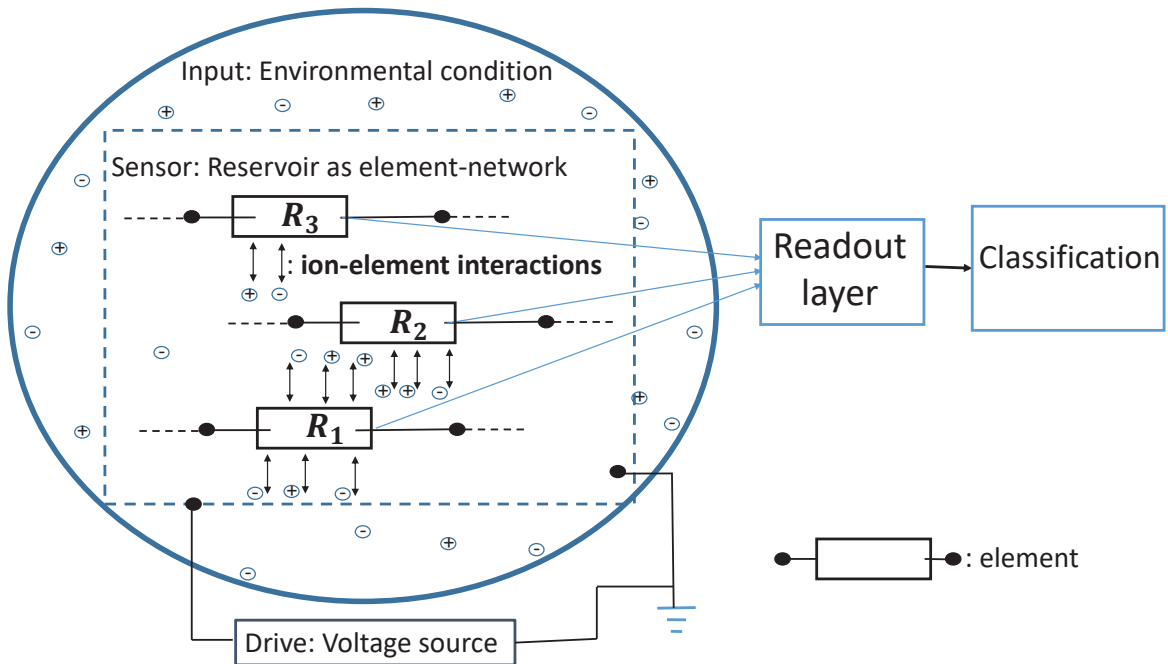 Input: Environmental condition
Sensor: Reservoir as element-network
R₃
: ion-element interactions
R₂
R₁
Readout
layer
Classification
: element
Drive: Voltage source